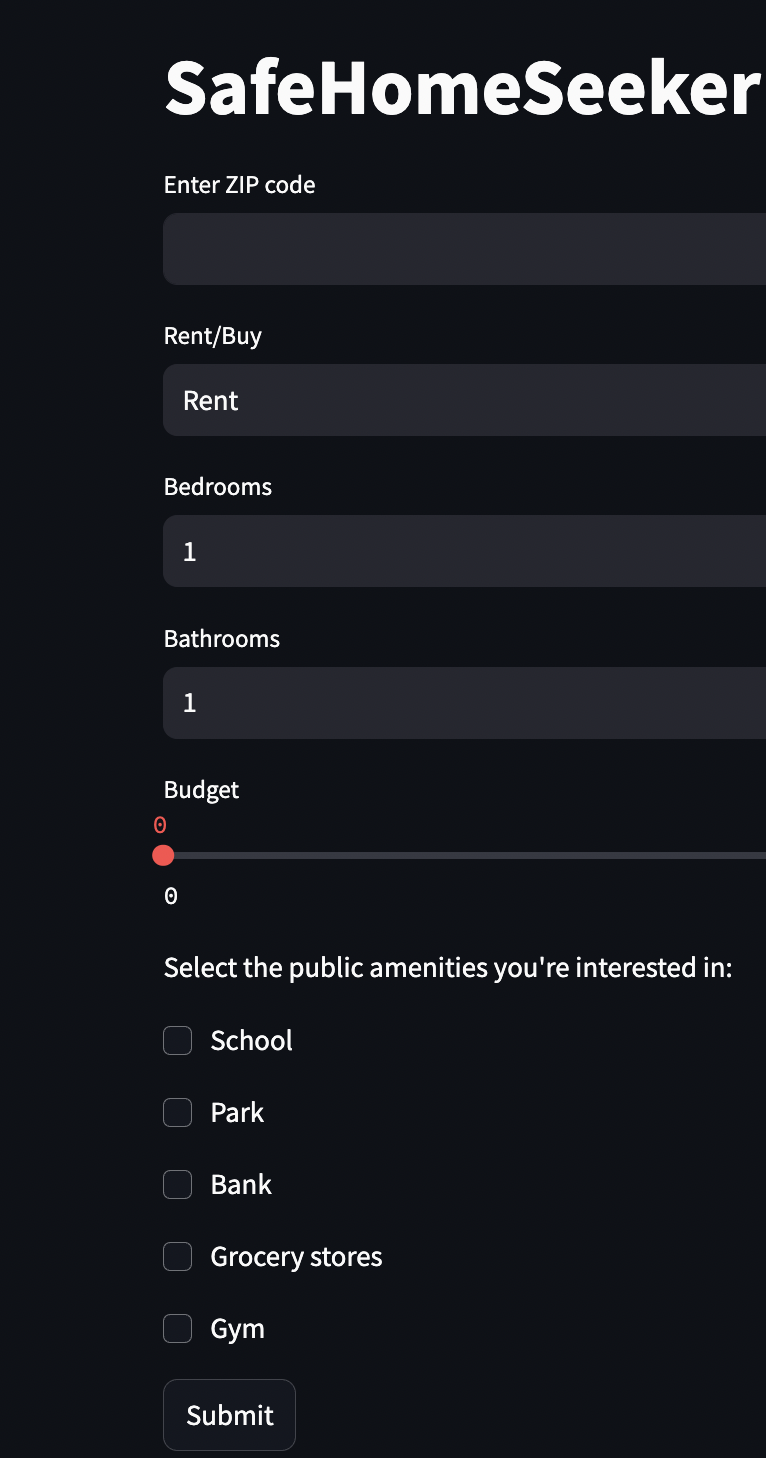 SafeHomeSeeker
Enter ZIP code
Rent/Buy
Rent
Bedrooms
1
Bathrooms
1
Budget
0
0
Select the public amenities you're interested in:
School
Park
Bank
Grocery stores
Gym
Submit